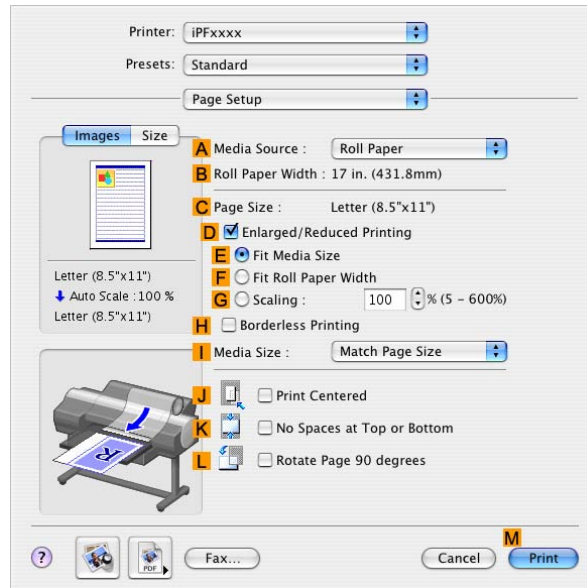 Printer: iPFxxxx
Presets: Standard
Page Setup
Images Size
A Media Source : Roll Paper
B Roll Paper Width : 17 in. (431.8mm)
C Page Size : Letter (8.5"x11")
D Enlarged/Reduced Printing
E Fit Media Size
F Fit Roll Paper Width
G Scaling : 100 % (5 - 600%)
H Borderless Printing
I Media Size : Match Page Size
Letter (8.5"x11")
Auto Scale :100 %
Letter (8.5"x11")
J Print Centered
K No Spaces at Top or Bottom
L Rotate Page 90 degrees
R
M
? PDF Fax... Cancel Print